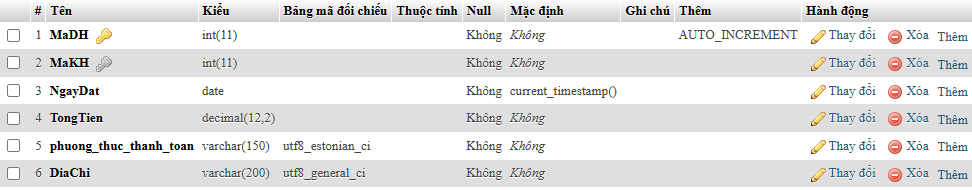 # Tên Kiểu Bảng mã đối chiếu Thuộc tính Null Mặc định Ghi chú Thêm Hành động
1 MaDH int(11) Không Không AUTO_INCREMENT Thay đổi Xóa Thêm
2 MaKH int(11) Không Không Thay đổi Xóa Thêm
3 NgayDat date Không current_timestamp() Thay đổi Xóa Thêm
4 TongTien decimal(12,2) Không Không Thay đổi Xóa Thêm
5 phuong_thuc_thanh_toan varchar(150) utf8_estonian_ci Không Không Thay đổi Xóa Thêm
6 DiaChi varchar(200) utf8_general_ci Không Không Thay đổi Xóa Thêm